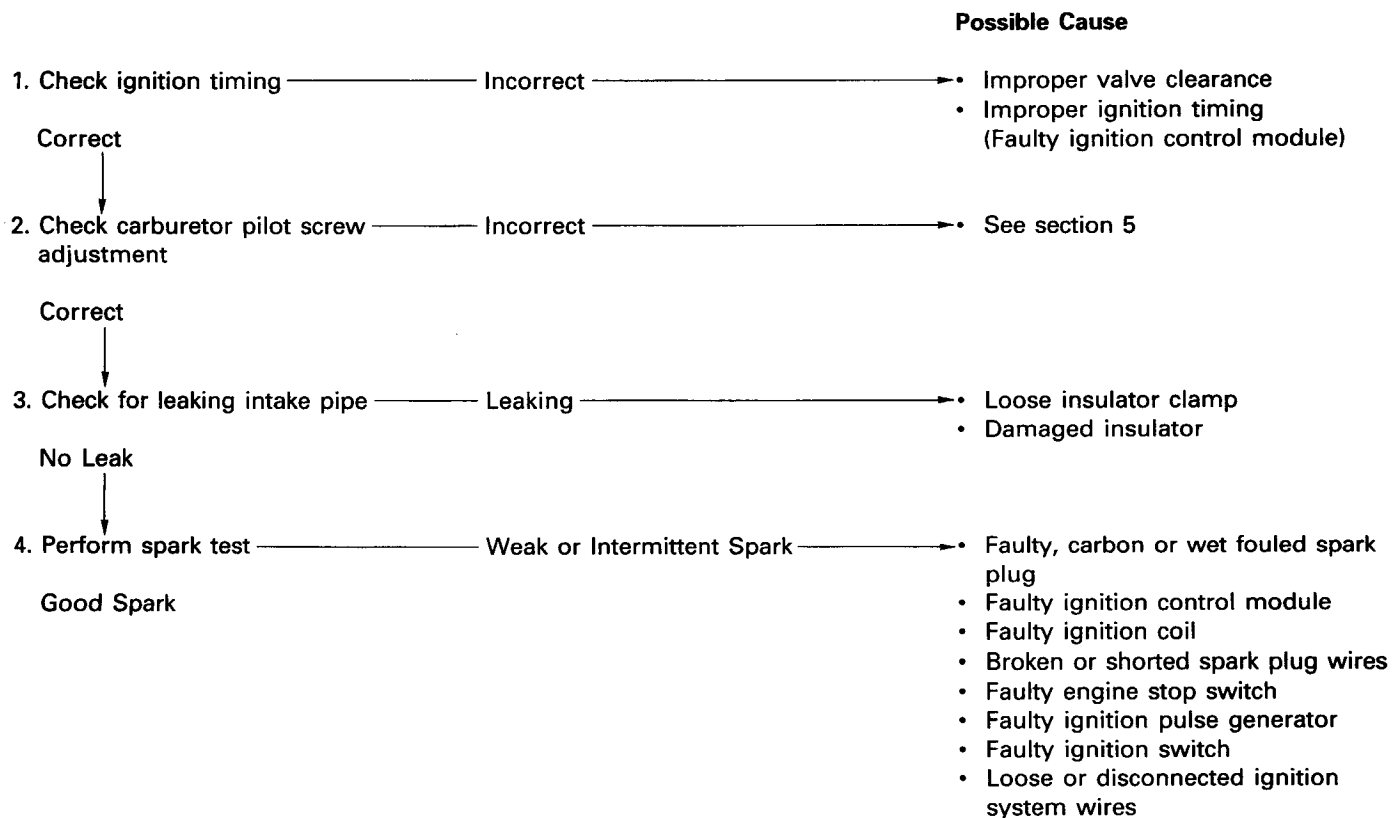 Possible Cause
1. Check ignition timing Incorrect • Improper valve clearance
• Improper ignition timing
(Faulty ignition control module)
Correct
2. Check carburetor pilot screw Incorrect • See section 5
adjustment
Correct
3. Check for leaking intake pipe Leaking • Loose insulator clamp
• Damaged insulator
No Leak
4. Perform spark test Weak or Intermittent Spark • Faulty, carbon or wet fouled spark
plug
Good Spark
• Faulty ignition control module
• Faulty ignition coil
• Broken or shorted spark plug wires
• Faulty engine stop switch
• Faulty ignition pulse generator
• Faulty ignition switch
• Loose or disconnected ignition
system wires